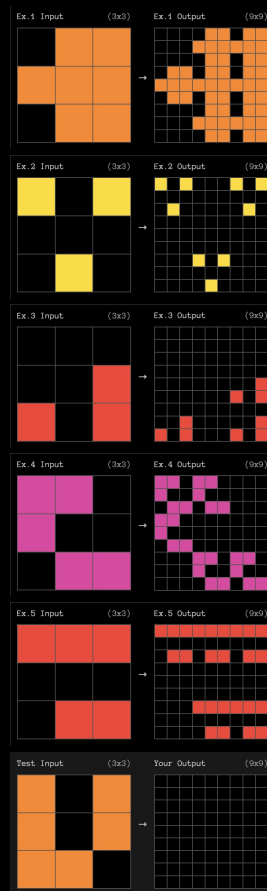 Ex.1 Input (3x3) Ex.1 Output (9x9)
→
Ex.2 Input (3x3) Ex.2 Output (9x9)
→
Ex.3 Input (3x3) Ex.3 Output (9x9)
→
Ex.4 Input (3x3) Ex.4 Output (9x9)
→
Ex.5 Input (3x3) Ex.5 Output (9x9)
→
Test Input (3x3) Your Output (9x9)
→